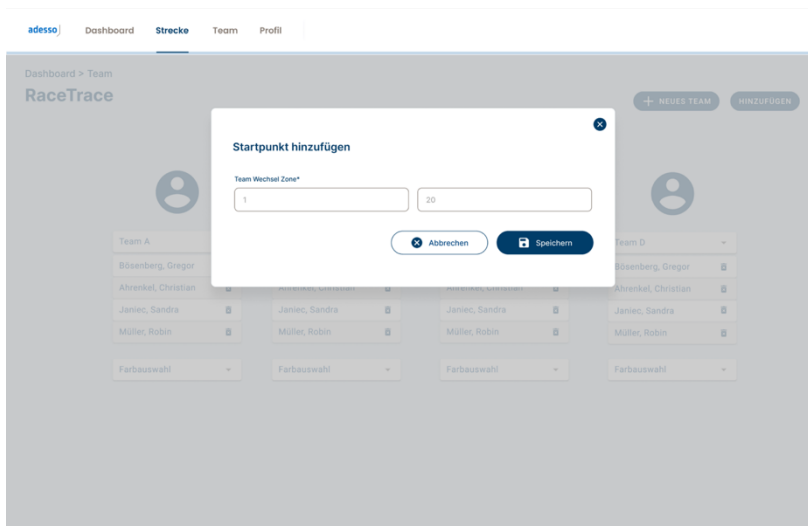 adesso
Dashboard Strecke Team Profil
Dashboard > Team
RaceTrace
NEUES TEAM HINZUFÜGEN
Startpunkt hinzufügen
Team Wechsel Zone*
1 20
Abbrechen Speichern
Team A Team D
Bösenberg, Gregor Bösenberg, Gregor
Ahrenkel, Christian Ahrenkel, Christian Ahrenkel, Christian Ahrenkel, Christian
Janiec, Sandra Janiec, Sandra Janiec, Sandra Janiec, Sandra
Müller, Robin Müller, Robin Müller, Robin Müller, Robin
Farbauswahl Farbauswahl Farbauswahl Farbauswahl